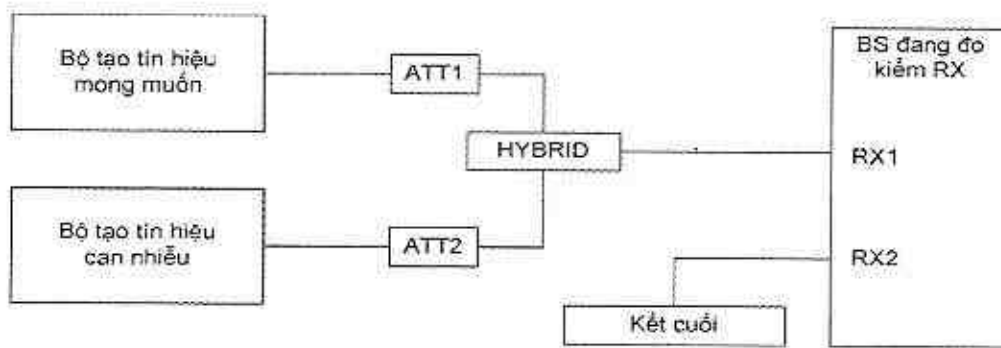 Bộ tạo tín hiệu
mong muốn
ATT1
BS đang đo
kiểm RX
HYBRID
RX1
Bộ tạo tín hiệu
can nhiễu
ATT2
RX2
Kết cuối